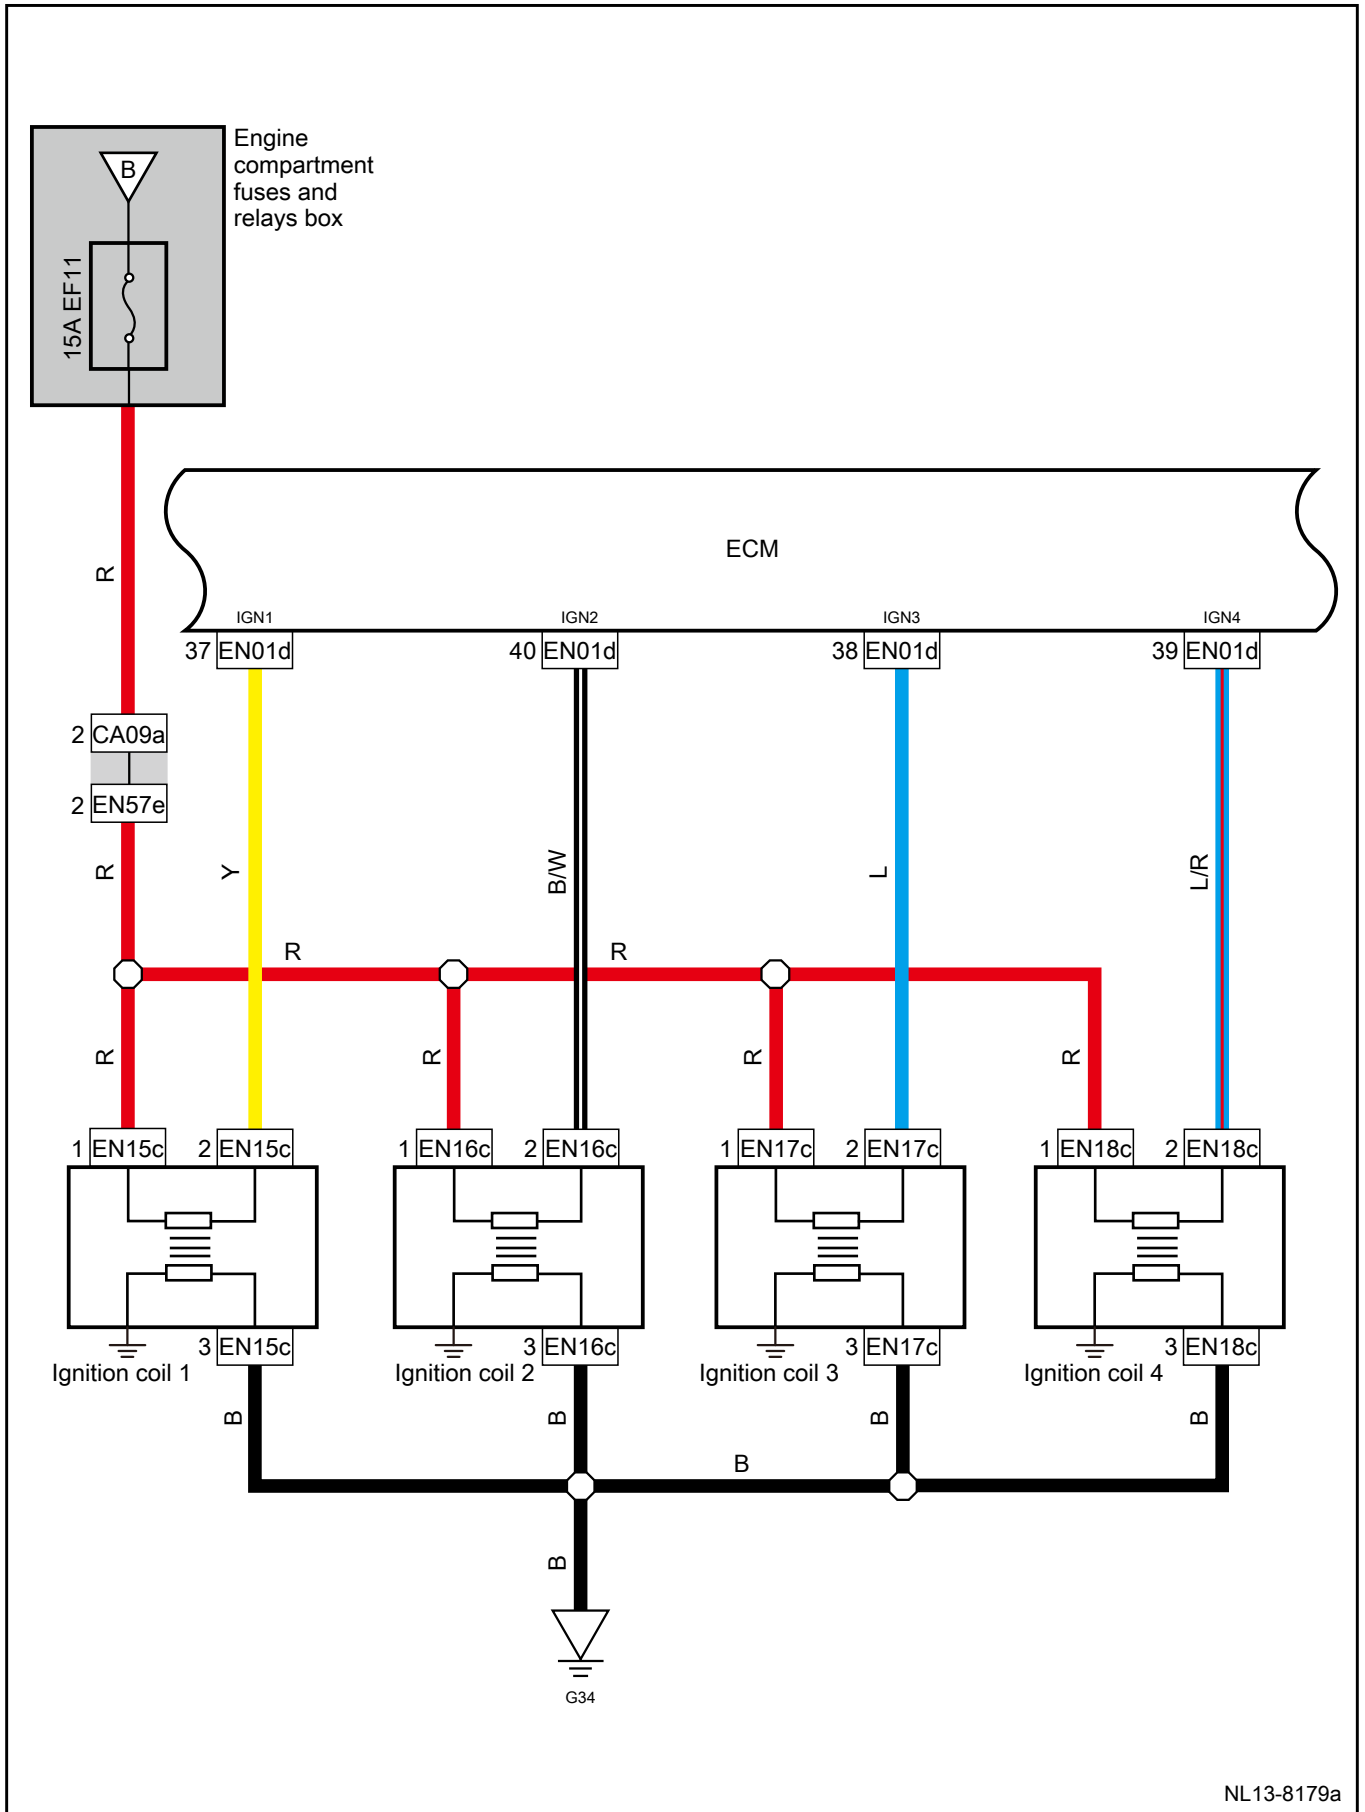 Engine
compartment
fuses and
relays box
B
15A EF11
ECM
R
IGN1
IGN2
IGN3
IGN4
37 EN01d
40 EN01d
38 EN01d
39 EN01d
2 CA09a
2 EN57e
R
Y
B/W
L
L/R
R
R
R
R
R
R
1 EN15c
2 EN15c
1 EN16c
2 EN16c
1 EN17c
2 EN17c
1 EN18c
2 EN18c
3 EN15c
3 EN16c
3 EN17c
3 EN18c
Ignition coil 1
Ignition coil 2
Ignition coil 3
Ignition coil 4
B
B
B
B
B
B
G34
NL13-8179a